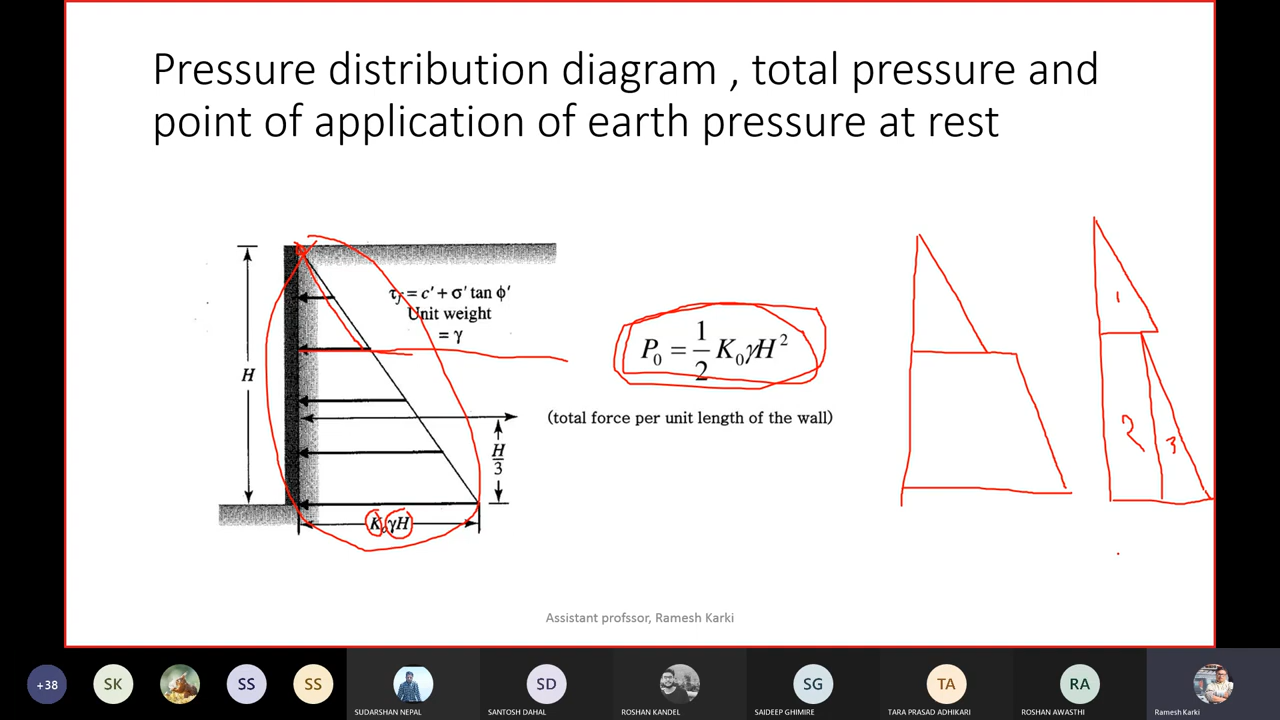 Pressure distribution diagram , total pressure and
point of application of earth pressure at rest
τf = c′ + σ′ tan ϕ′
Unit weight
= γ
H
H/3
K₀γH
P₀ = 1/2 K₀γH²
(total force per unit length of the wall)
1
2
3
Assistant profssor, Ramesh Karki
+38
SK
SS
SS
SUDARSHAN NEPAL
SD
SANTOSH DAHAL
ROSHAN KANDEL
SG
SAIDEEP GHIMIRE
TA
TARA PRASAD ADHIKARI
RA
ROSHAN AWASTHI
Ramesh Karki